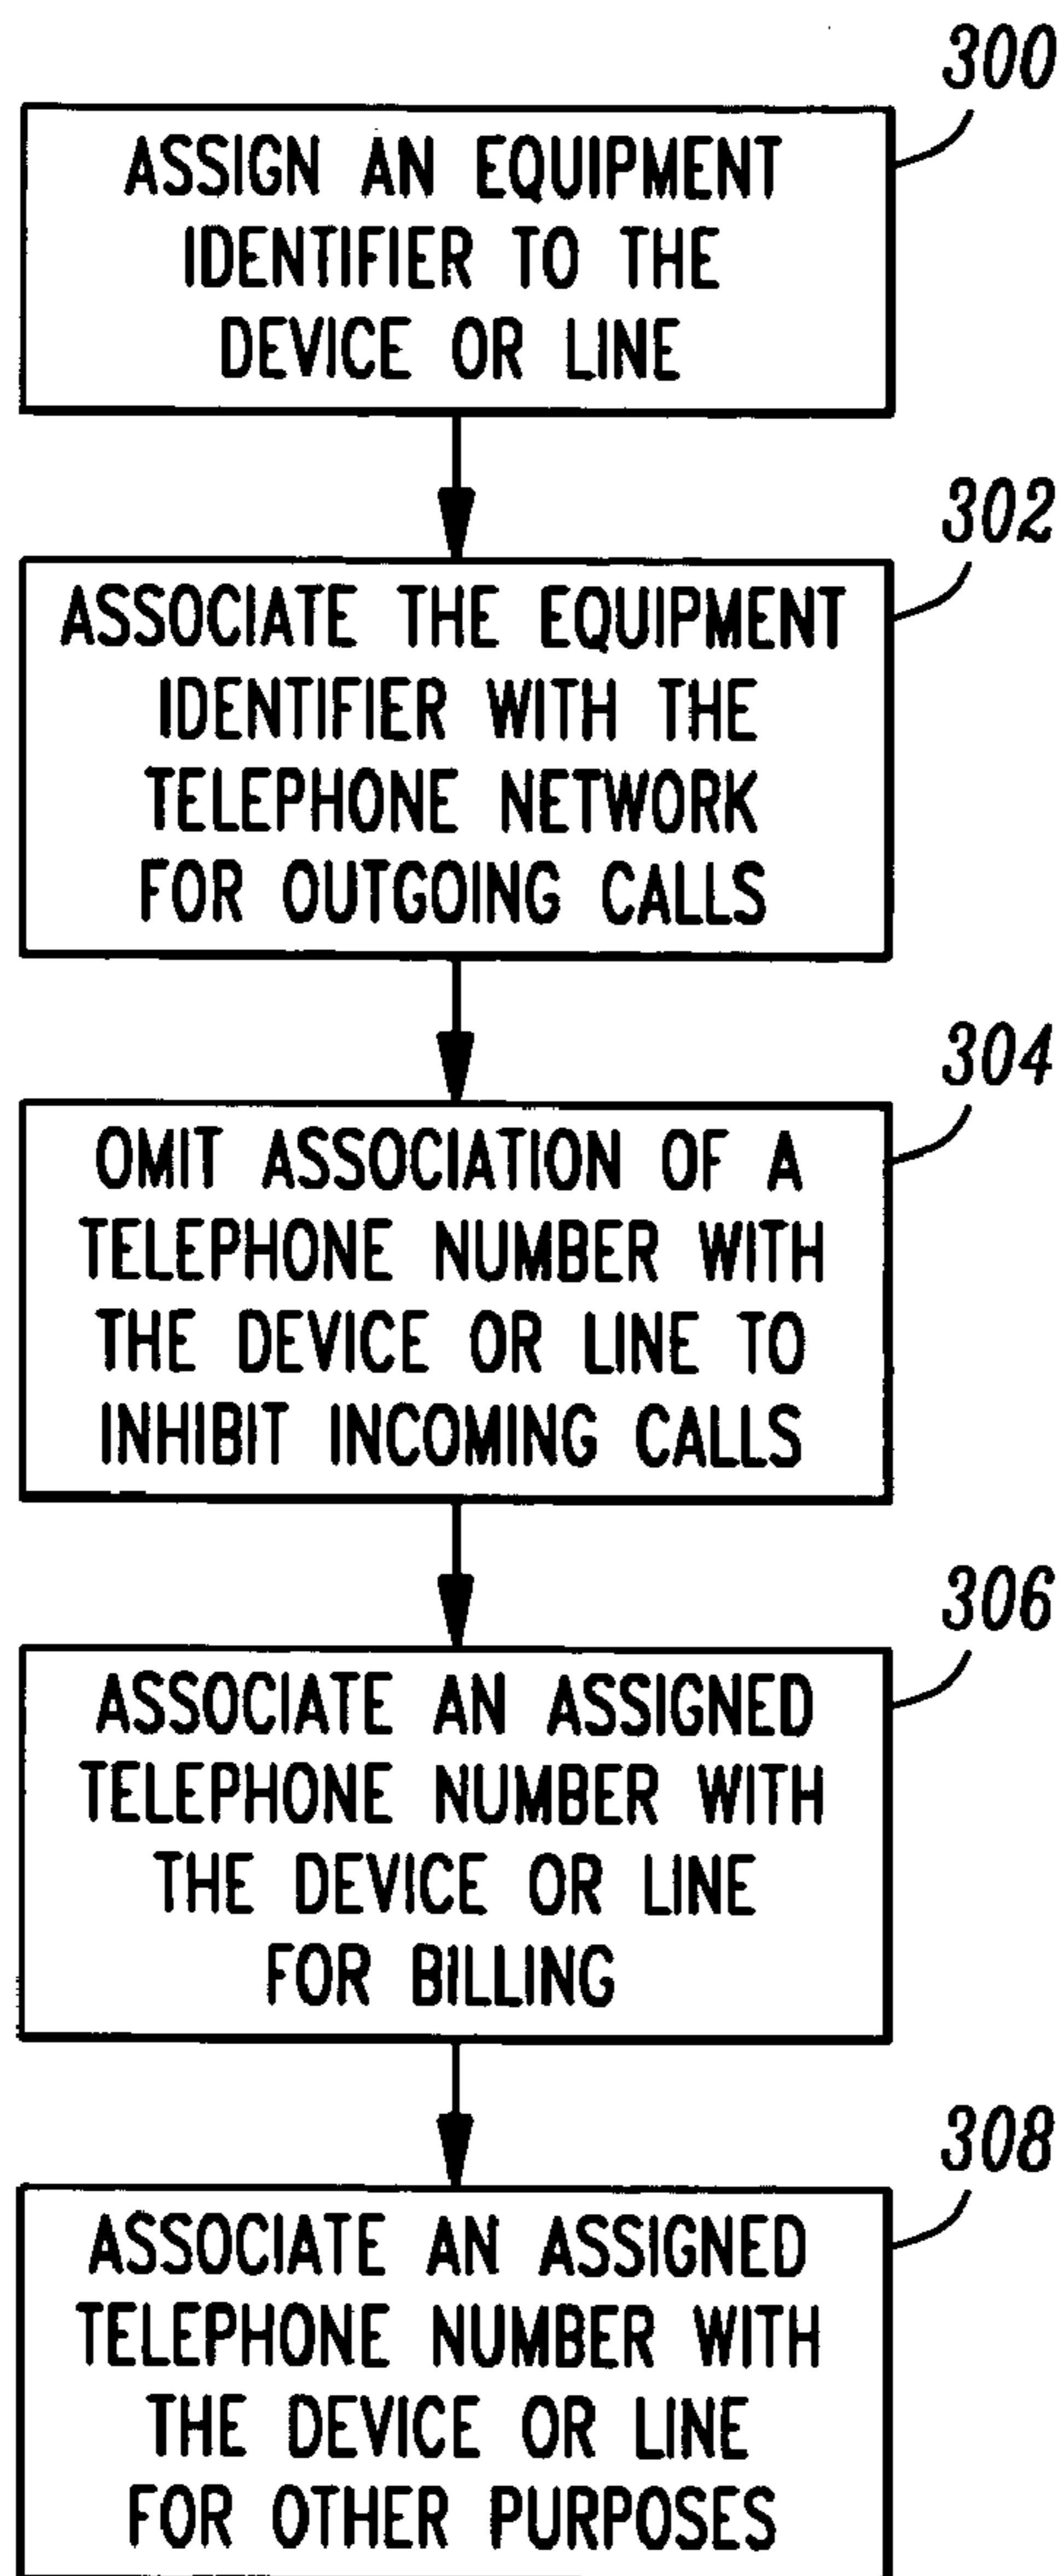 300
ASSIGN AN EQUIPMENT
IDENTIFIER TO THE
DEVICE OR LINE
302
ASSOCIATE THE EQUIPMENT
IDENTIFIER WITH THE
TELEPHONE NETWORK
FOR OUTGOING CALLS
304
OMIT ASSOCIATION OF A
TELEPHONE NUMBER WITH
THE DEVICE OR LINE TO
INHIBIT INCOMING CALLS
306
ASSOCIATE AN ASSIGNED
TELEPHONE NUMBER WITH
THE DEVICE OR LINE
FOR BILLING
308
ASSOCIATE AN ASSIGNED
TELEPHONE NUMBER WITH
THE DEVICE OR LINE
FOR OTHER PURPOSES